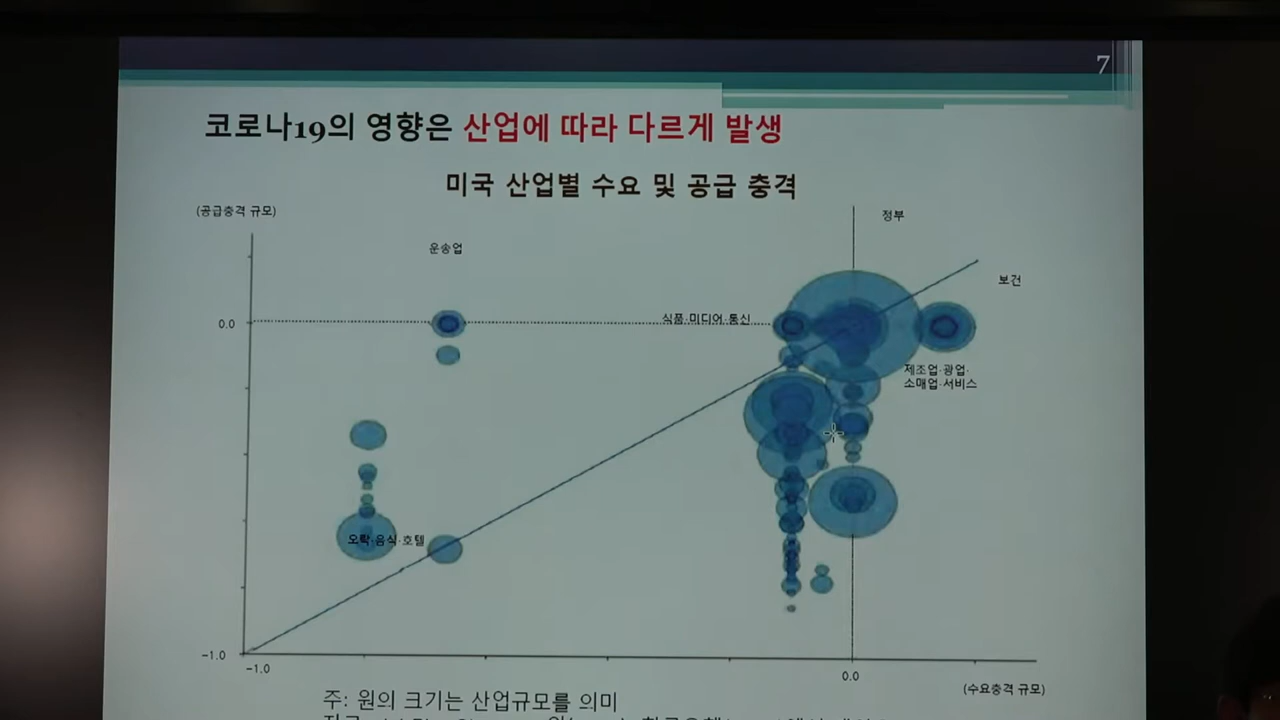 7
코로나19의 영향은 산업에 따라 다르게 발생
미국 산업별 수요 및 공급 충격
(공급충격 규모)
정부
운송업
보건
0.0
식품·미디어·통신
제조업·광업·
소매업·서비스
오락·음식·호텔
-1.0
-1.0
0.0
(수요충격 규모)
주: 원의 크기는 산업규모를 의미